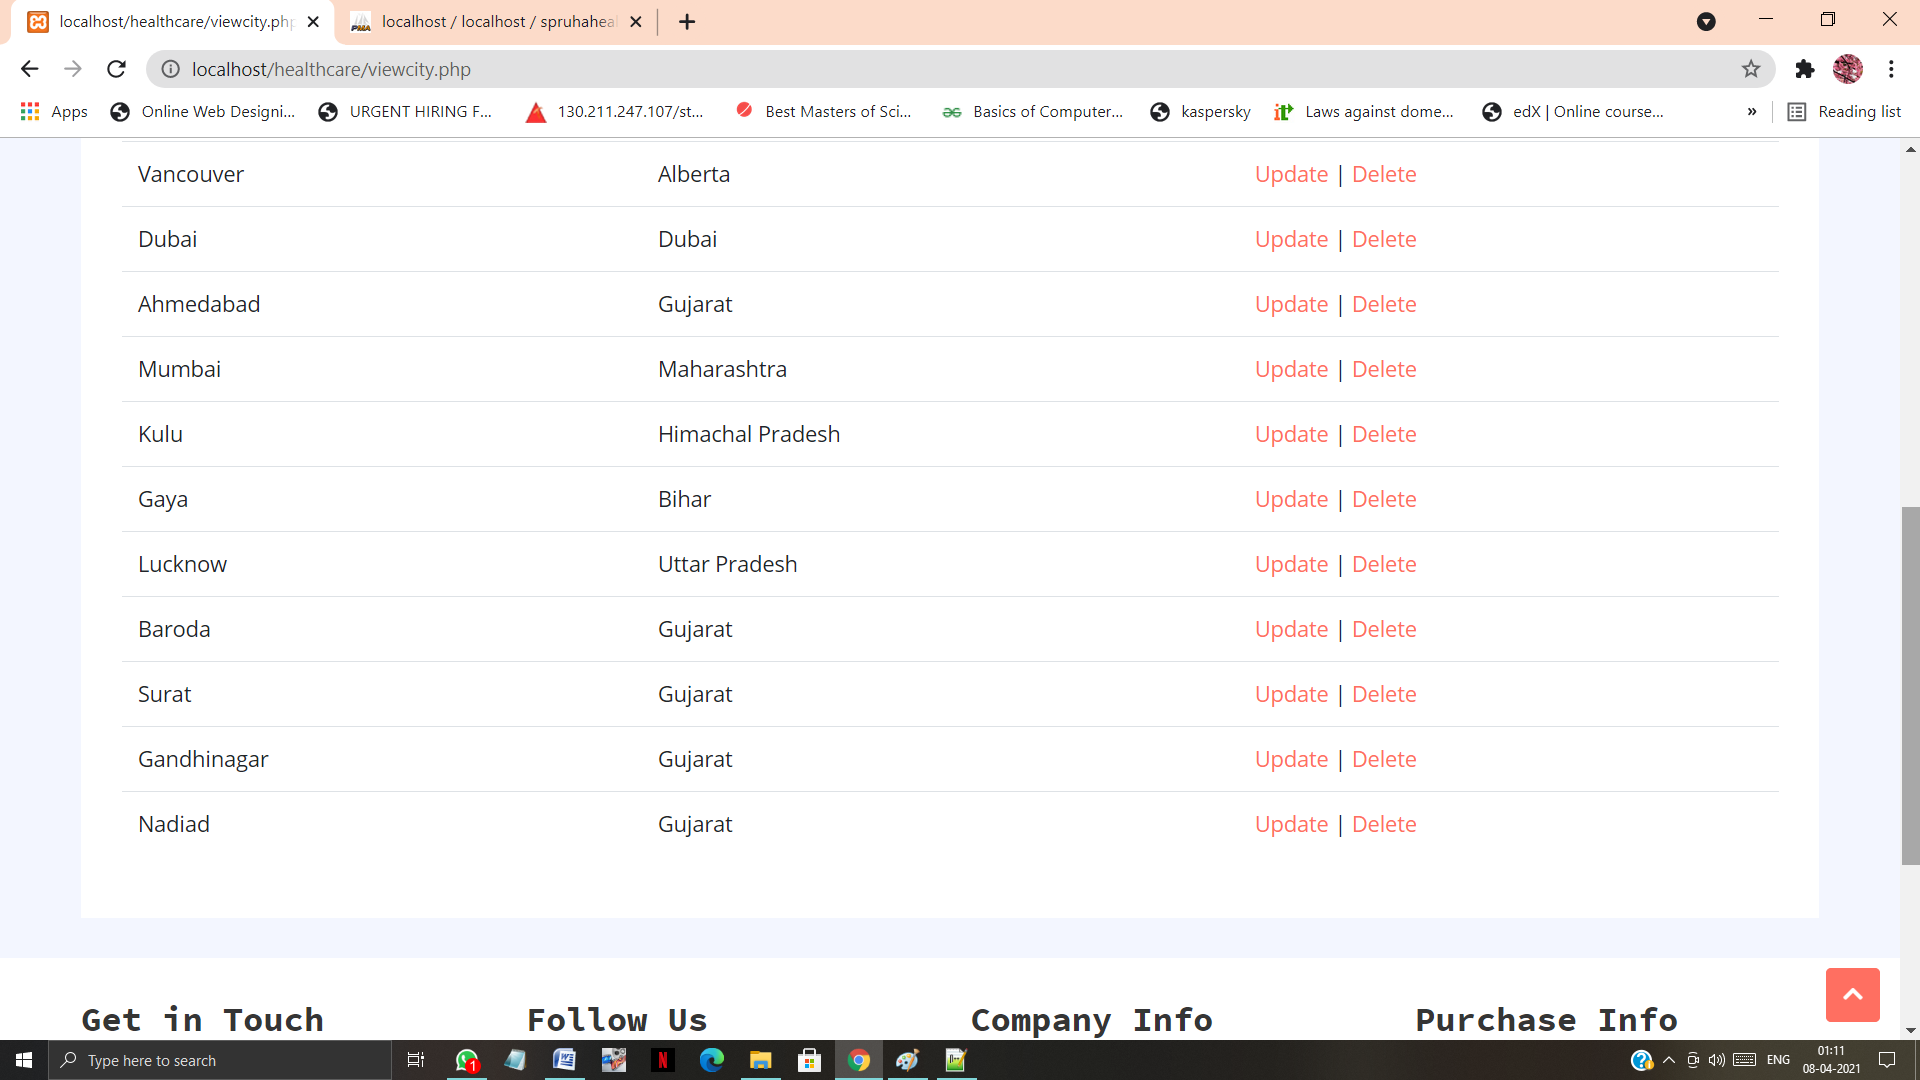 localhost/healthcare/viewcity.php
localhost / localhost / spruhaheal
localhost/healthcare/viewcity.php
Apps Online Web Designi... URGENT HIRING F... 130.211.247.107/st... Best Masters of Sci... Basics of Computer... kaspersky Laws against dome... edX | Online course... » Reading list
Vancouver Alberta Update | Delete
Dubai Dubai Update | Delete
Ahmedabad Gujarat Update | Delete
Mumbai Maharashtra Update | Delete
Kulu Himachal Pradesh Update | Delete
Gaya Bihar Update | Delete
Lucknow Uttar Pradesh Update | Delete
Baroda Gujarat Update | Delete
Surat Gujarat Update | Delete
Gandhinagar Gujarat Update | Delete
Nadiad Gujarat Update | Delete
Get in Touch Follow Us Company Info Purchase Info
Type here to search
1
ENG
01:11
08-04-2021